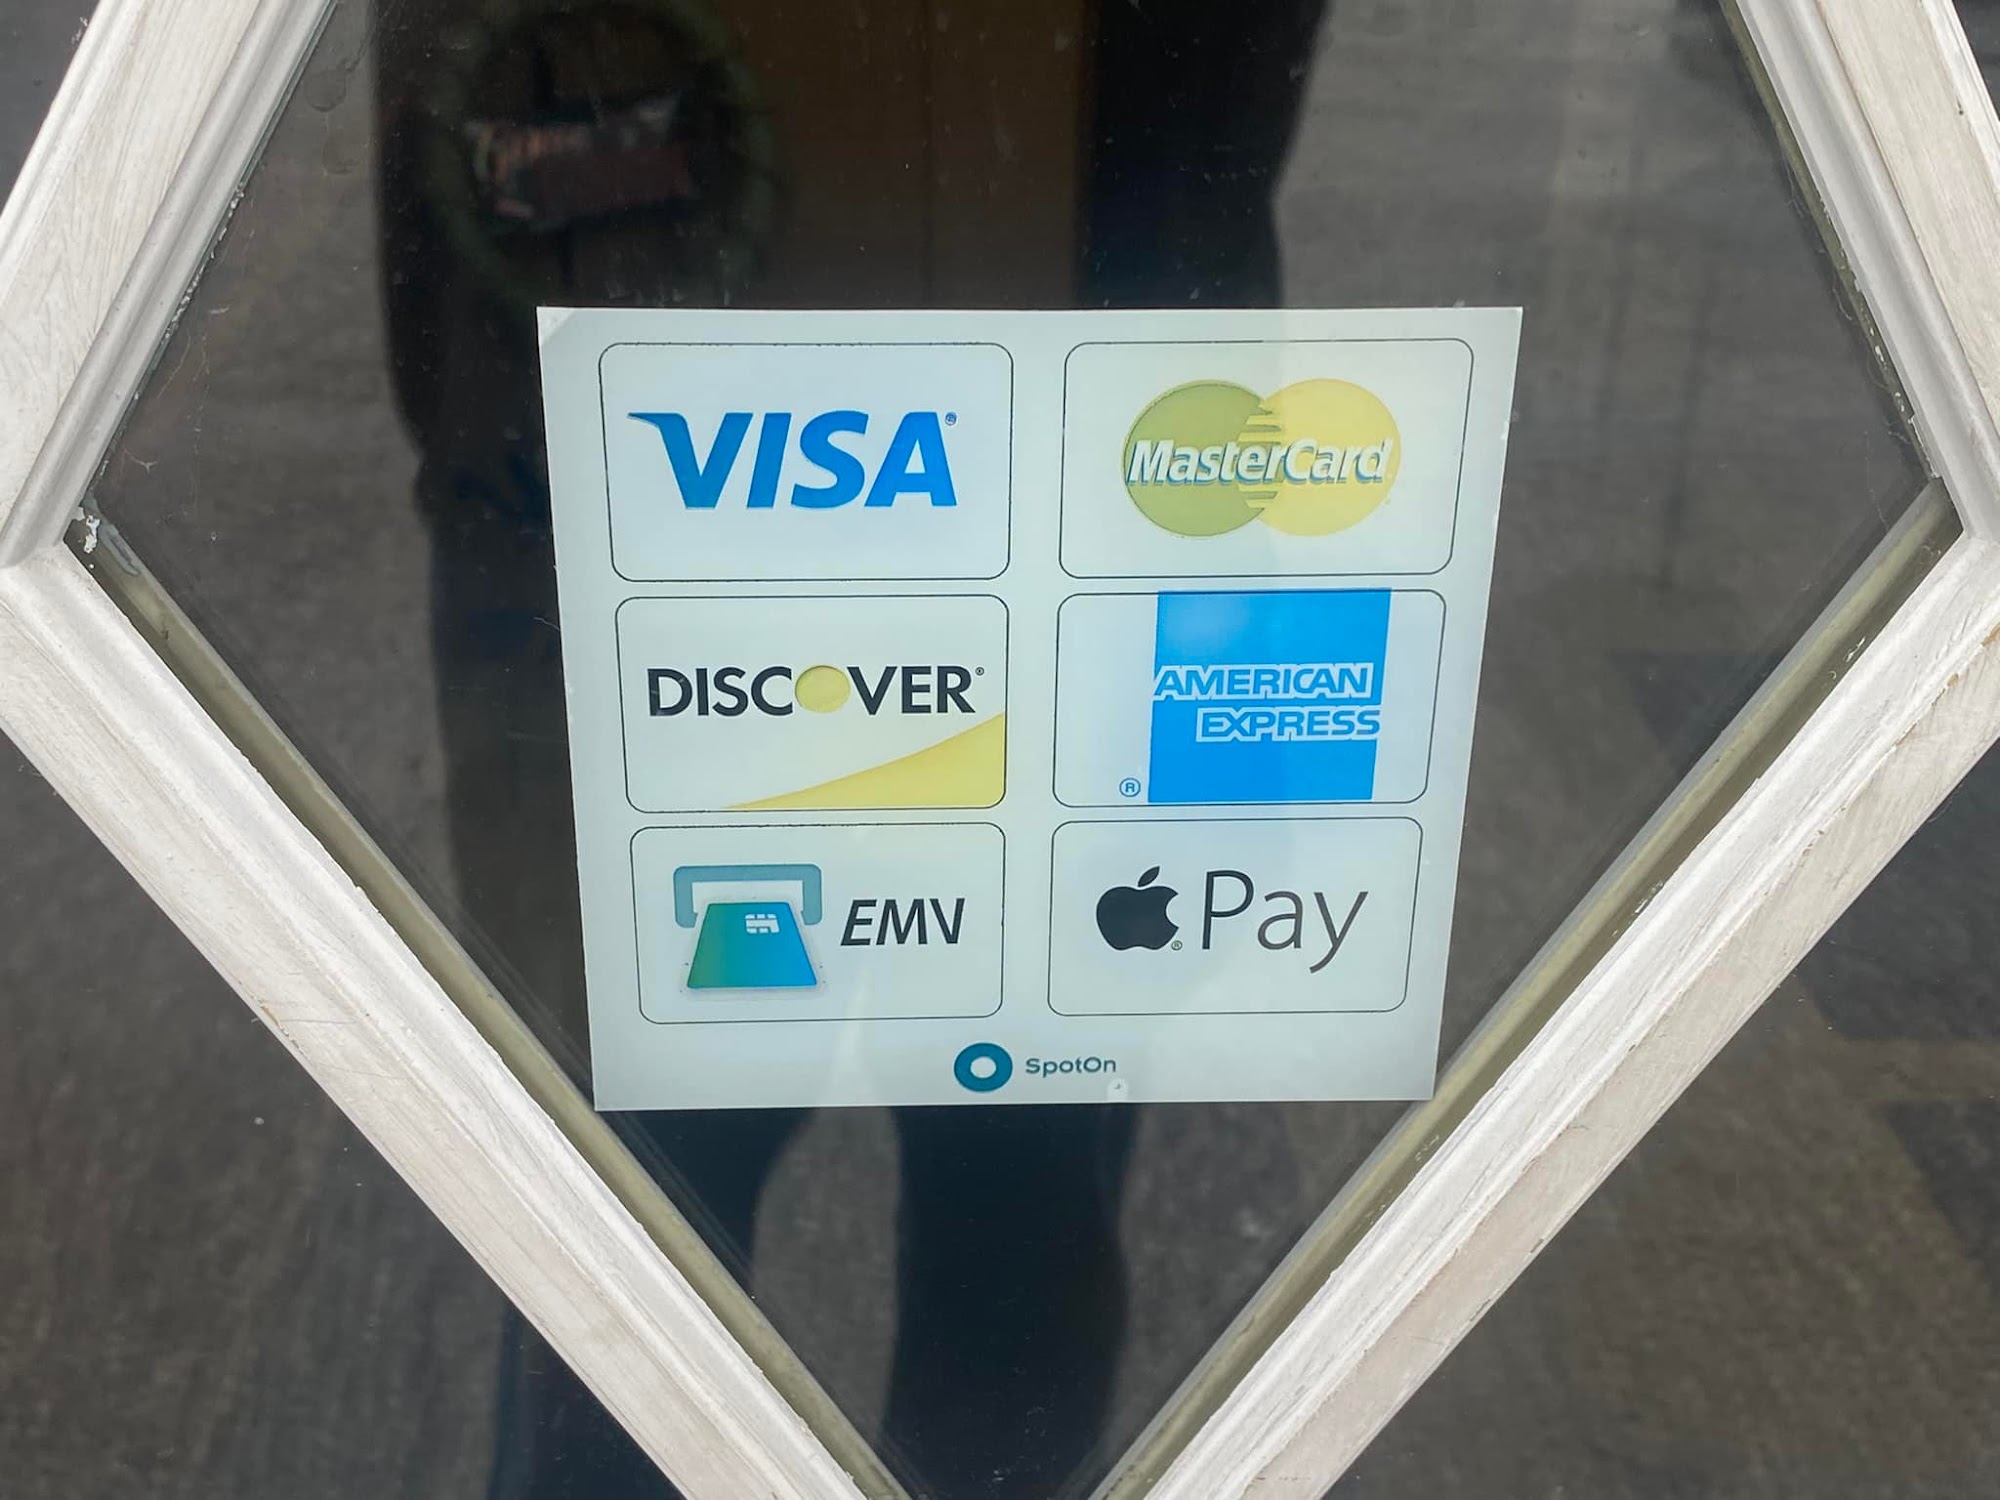 VISA®
MasterCard
DISCOVER®
AMERICAN
EXPRESS
®
EMV
Pay
SpotOn